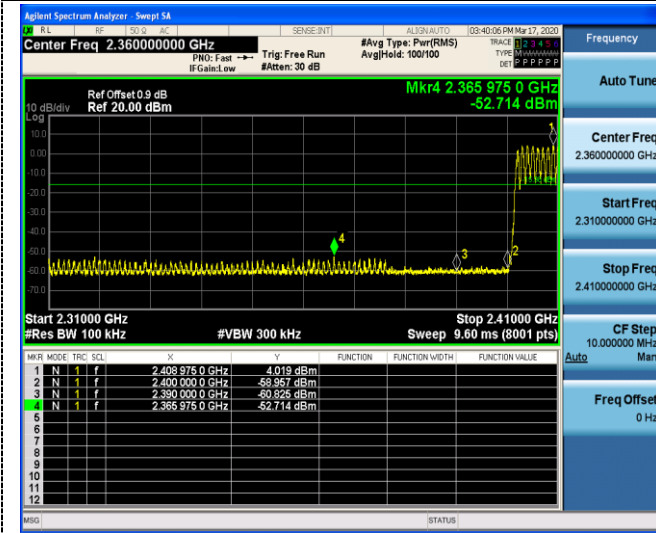 Agilent Spectrum Analyzer - Swept SA
RL RF 50 Ω AC SENSE:INT ALIGN AUTO 03:40:06 PM Mar 17, 2020
Center Freq 2.360000000 GHz
PNO: Fast
IFGain:Low
Trig: Free Run
#Atten: 30 dB
#Avg Type: Pwr(RMS)
Avg|Hold: 100/100
TRACE 1 2 3 4 5 6
TYPE M
DET P P P P P P
Ref Offset 0.9 dB
10 dB/div Ref 20.00 dBm
Log
Mkr4 2.365 975 0 GHz
-52.714 dBm
10.0
0.00
-10.0
-20.0
-30.0
-40.0
-50.0
-60.0
-70.0
1
4
3
2
Start 2.31000 GHz Stop 2.41000 GHz
#Res BW 100 kHz #VBW 300 kHz Sweep 9.60 ms (8001 pts)
MKR MODE TRC SCL X Y FUNCTION FUNCTION WIDTH FUNCTION VALUE
1 N 1 f 2.408 975 0 GHz 4.019 dBm
2 N 1 f 2.400 000 0 GHz -58.957 dBm
3 N 1 f 2.390 000 0 GHz -60.825 dBm
4 N 1 f 2.365 975 0 GHz -52.714 dBm
5
6
7
8
9
10
11
12
MSG STATUS
Frequency
Auto Tune
Center Freq
2.360000000 GHz
Start Freq
2.310000000 GHz
Stop Freq
2.410000000 GHz
CF Step
10.000000 MHz
Auto Man
Freq Offset
0 Hz